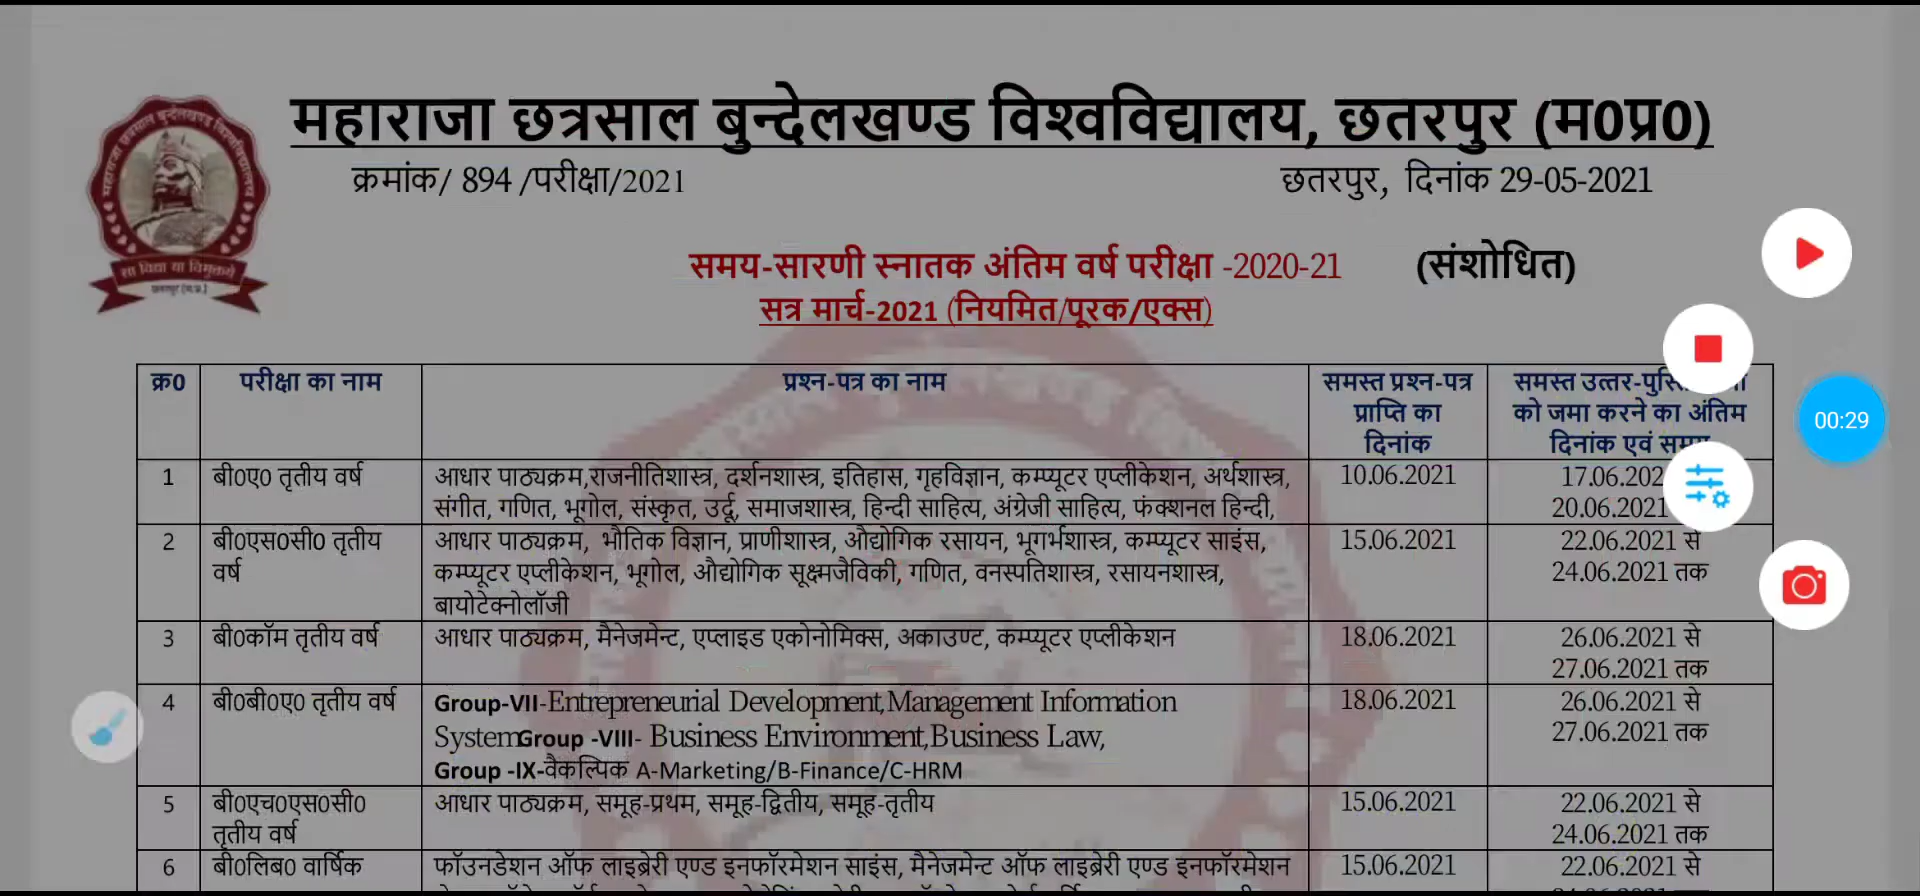 महाराजा छत्रसाल बुन्देलखण्ड विश्वविद्यालय, छतरपुर (म0प्र0)
क्रमांक/ 894 /परीक्षा/2021
छतरपुर, दिनांक 29-05-2021
सा विद्या या विमुक्तये
समय-सारणी स्नातक अंतिम वर्ष परीक्षा -2020-21 (संशोधित)
सत्र मार्च-2021 (नियमित/पूरक/एक्स)
क्र0
परीक्षा का नाम
प्रश्न-पत्र का नाम
समस्त प्रश्न-पत्र
प्राप्ति का
दिनांक
समस्त उत्तर-
को जमा करने का अंतिम
दिनांक एवं
00:29
1
बी0ए0 तृतीय वर्ष
आधार पाठ्यक्रम,राजनीतिशास्त्र, दर्शनशास्त्र, इतिहास, गृहविज्ञान, कम्प्यूटर एप्लीकेशन, अर्थशास्त्र,
संगीत, गणित, भूगोल, संस्कृत, उर्दू, समाजशास्त्र, हिन्दी साहित्य, अंग्रेजी साहित्य, फंक्शनल हिन्दी,
10.06.2021
17.06.202
20.06.2021
2
बी0एस0सी0 तृतीय
वर्ष
आधार पाठ्यक्रम, भौतिक विज्ञान, प्राणीशास्त्र, औद्योगिक रसायन, भूगर्भशास्त्र, कम्प्यूटर साइंस,
कम्प्यूटर एप्लीकेशन, भूगोल, औद्योगिक सूक्ष्मजैविकी, गणित, वनस्पतिशास्त्र, रसायनशास्त्र,
बायोटेक्नोलॉजी
15.06.2021
22.06.2021 से
24.06.2021 तक
3
बी0कॉम तृतीय वर्ष
आधार पाठ्यक्रम, मैनेजमेन्ट, एप्लाइड एकोनोमिक्स, अकाउण्ट, कम्प्यूटर एप्लीकेशन
18.06.2021
26.06.2021 से
27.06.2021 तक
4
बी0बी0ए0 तृतीय वर्ष
Group-VII-Entrepreneurial Development,Management Information
SystemGroup -VIII- Business Environment,Business Law,
Group -IX-वैकल्पिक A-Marketing/B-Finance/C-HRM
18.06.2021
26.06.2021 से
27.06.2021 तक
5
बी0एच0एस0सी0
तृतीय वर्ष
आधार पाठ्यक्रम, समूह-प्रथम, समूह-द्वितीय, समूह-तृतीय
15.06.2021
22.06.2021 से
24.06.2021 तक
6
बी0लिब0 वार्षिक
फॉउनडेशन ऑफ लाइब्रेरी एण्ड इनफॉरमेशन साइंस, मैनेजमेन्ट ऑफ लाइब्रेरी एण्ड इनफॉरमेशन
15.06.2021
22.06.2021 से